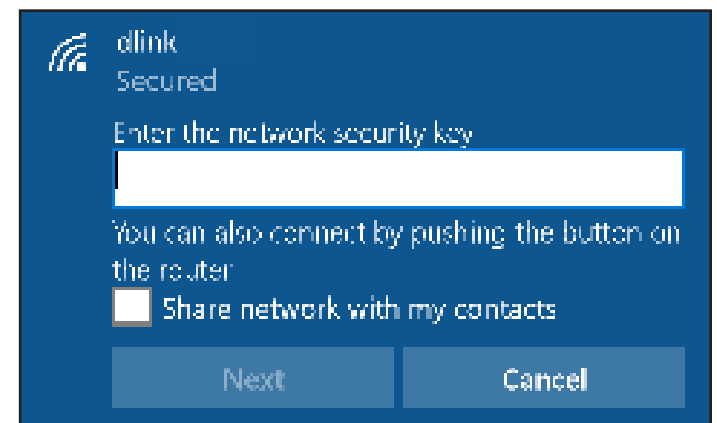 dlink
Secured
Enter the network security key
You can also connect by pushing the button on
the router
Share network with my contacts
Next
Cancel